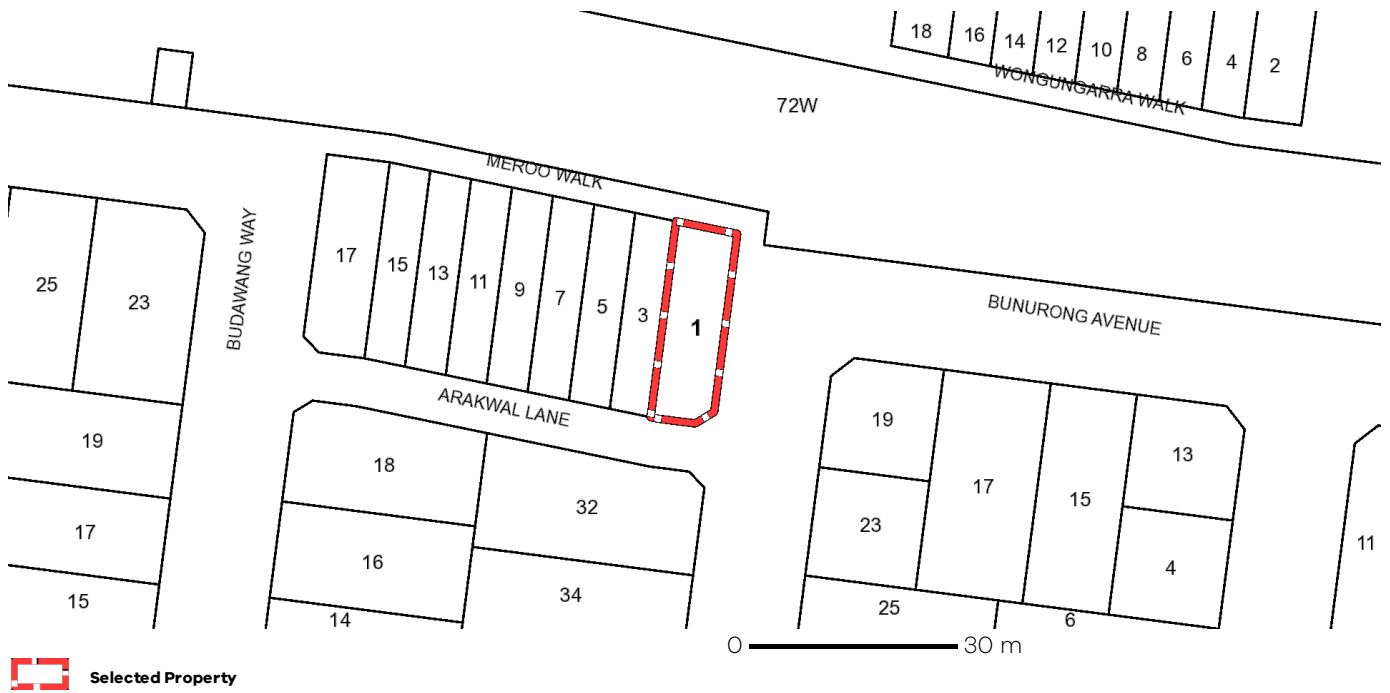 18 16 14 12 10 8 6 4 2
WONGUNGARRA WALK
72W
MEROO WALK
25 23
BUDAWANG WAY
17 15 13 11 9 7 5 3 1
BUNURONG AVENUE
ARAKWAL LANE
19
18
32
19
17
15
13
17
16
34
23
4
11
15
14
25
6
0 30 m
Selected Property